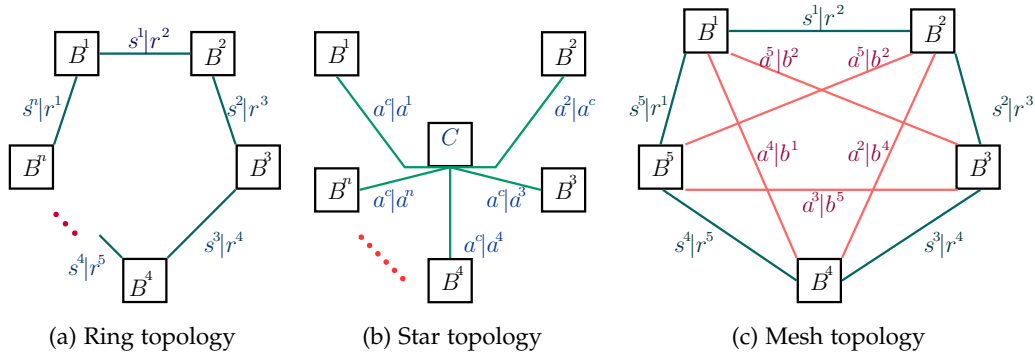 B¹ s¹|r² B²
sⁿ|r¹ s²|r³
Bⁿ B³
s³|r⁴
s⁴|r⁵
B⁴
(a) Ring topology
B¹ B²
aᶜ|a¹ a²|aᶜ
C
Bⁿ B³
aᶜ|aⁿ aᶜ|a³
aᶜ|a⁴
B⁴
(b) Star topology
B¹ s¹|r² B²
a⁵|b² a⁵|b²
s⁵|r¹ s²|r³
a⁴|b¹ a²|b⁴
B⁵ B³
a³|b⁵
s⁴|r⁵ s³|r⁴
B⁴
(c) Mesh topology